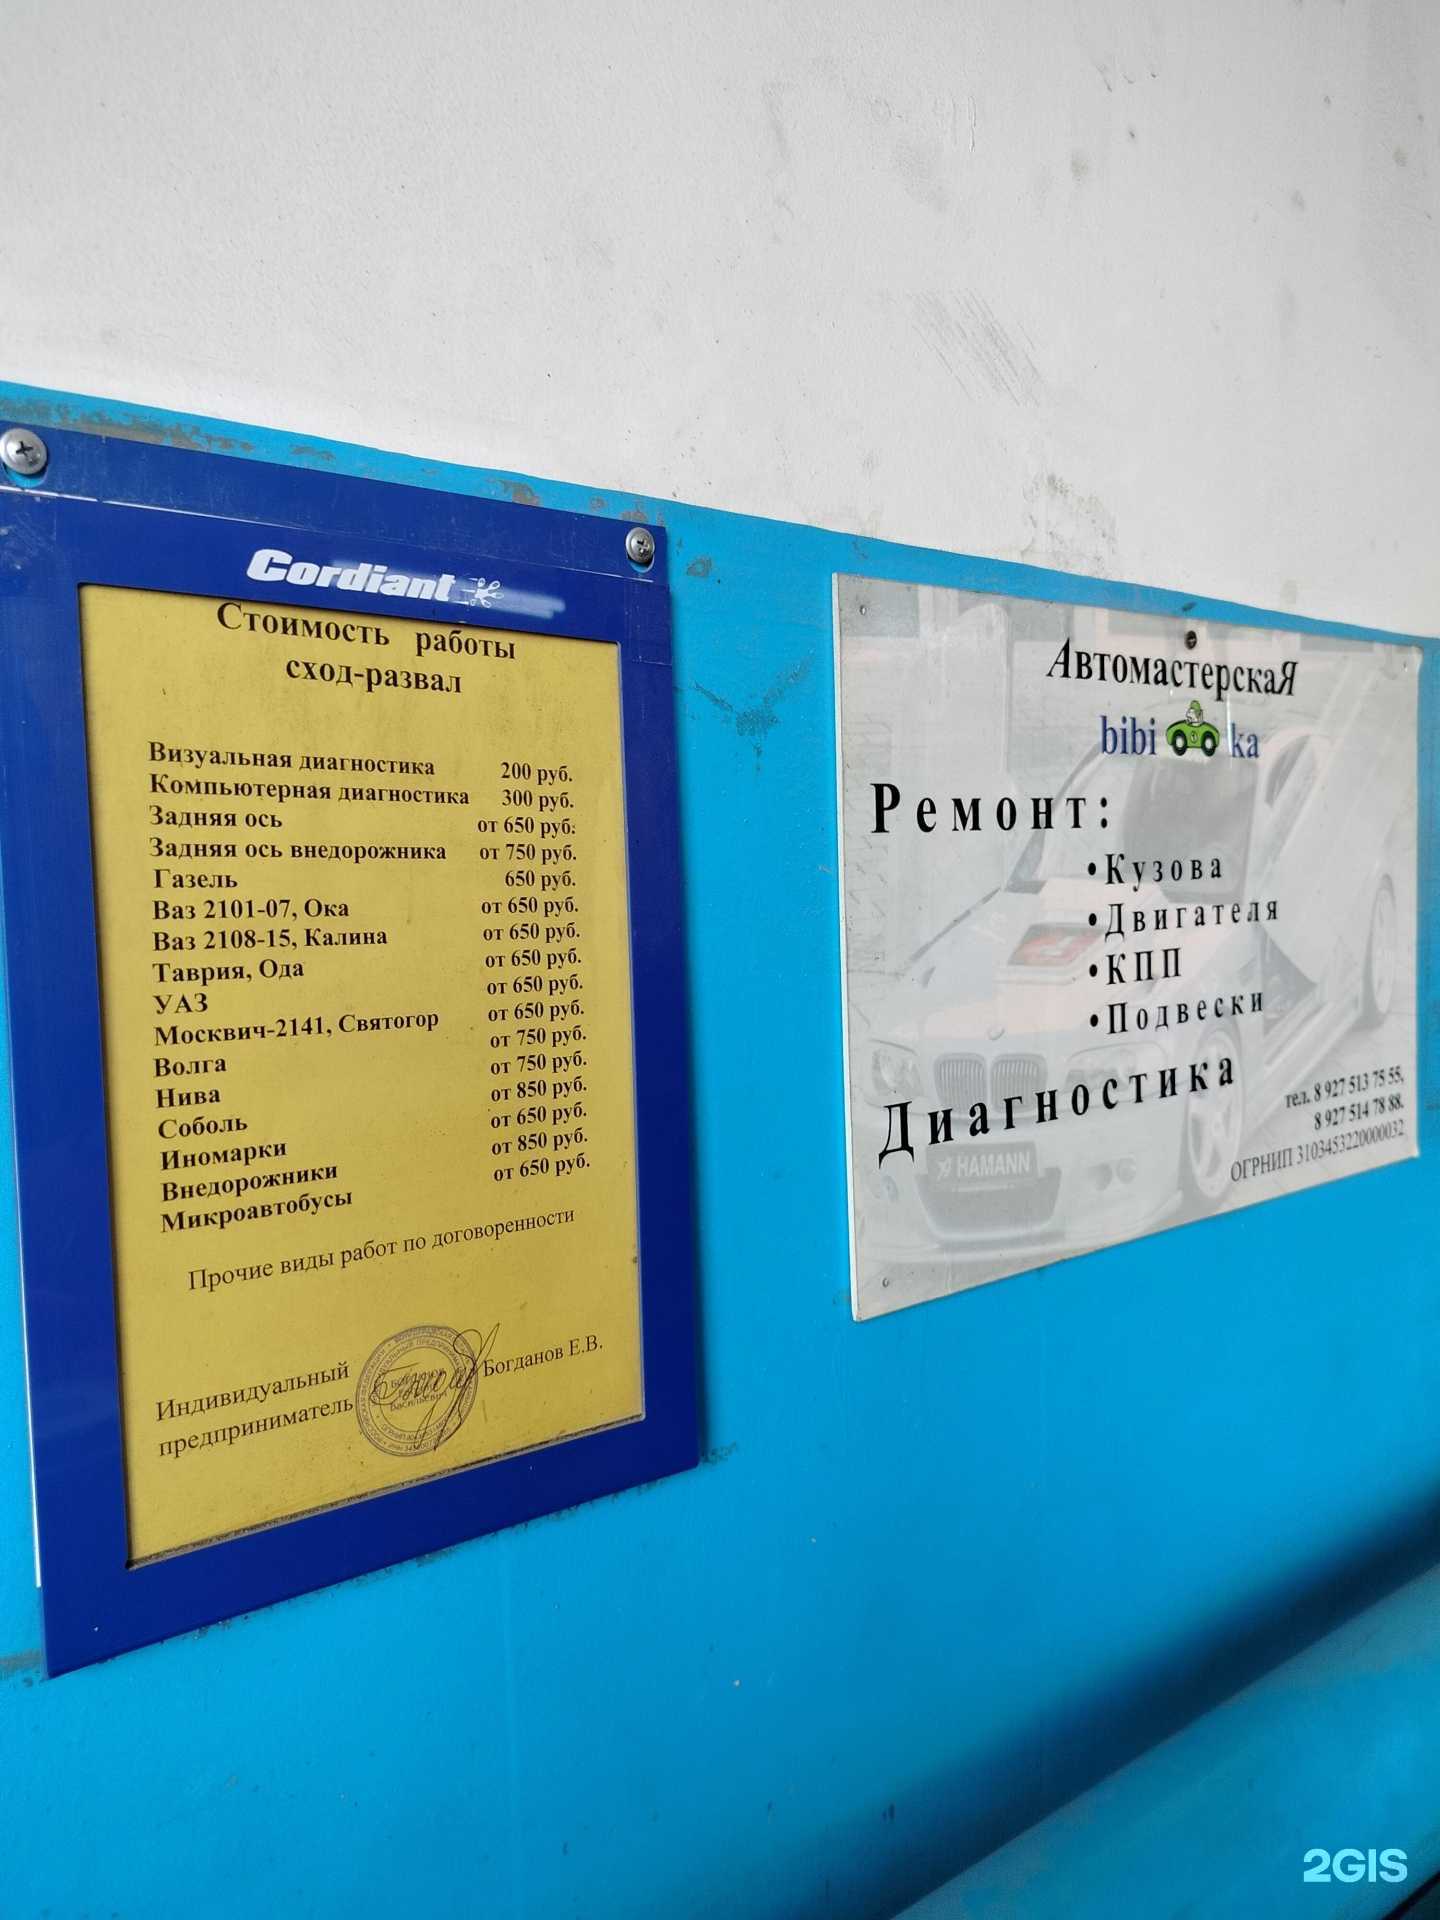 Cordiant
Стоимость работы
сход-развал
Визуальная диагностика 200 руб.
Компьютерная диагностика 300 руб.
Задняя ось от 650 руб.
Задняя ось внедорожника от 750 руб.
Газель 650 руб.
Ваз 2101-07, Ока от 650 руб.
Ваз 2108-15, Калина от 650 руб.
Таврия, Ода от 650 руб.
УАЗ от 650 руб.
Москвич-2141, Святогор от 650 руб.
Волга от 750 руб.
Нива от 750 руб.
Соболь от 850 руб.
Иномарки от 650 руб.
Внедорожники от 850 руб.
Микроавтобусы от 650 руб.
Прочие виды работ по договоренности
Индивидуальный
предприниматель
Богданов Е.В.
АвтомастерскаЯ
bibi ka
Ремонт:
•Кузова
•Двигателя
•КПП
•Подвески
Диагностика
тел. 8 927 513 75 55,
8 927 514 78 88.
ОГРНИП 3103453220000032
HAMANN
2GIS